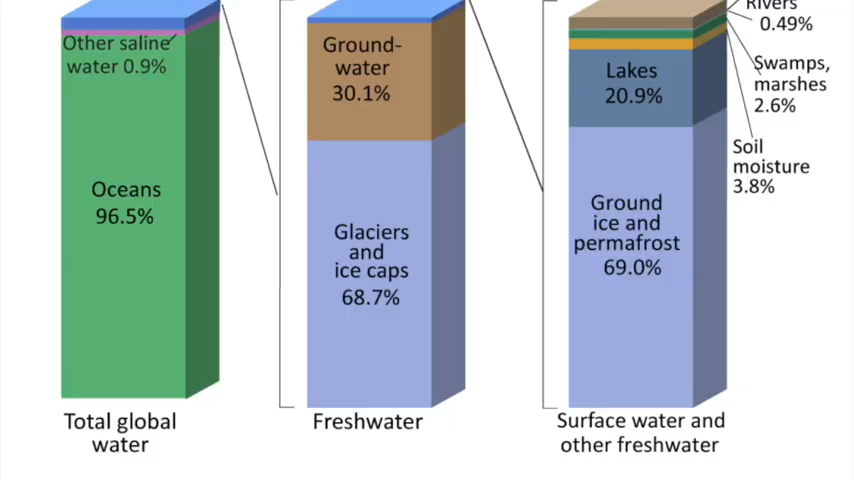 Other saline
water 0.9%
Oceans
96.5%
Total global
water
Ground-
water
30.1%
Glaciers
and
ice caps
68.7%
Freshwater
Rivers
0.49%
Lakes
20.9%
Swamps,
marshes
2.6%
Soil
moisture
3.8%
Ground
ice and
permafrost
69.0%
Surface water and
other freshwater